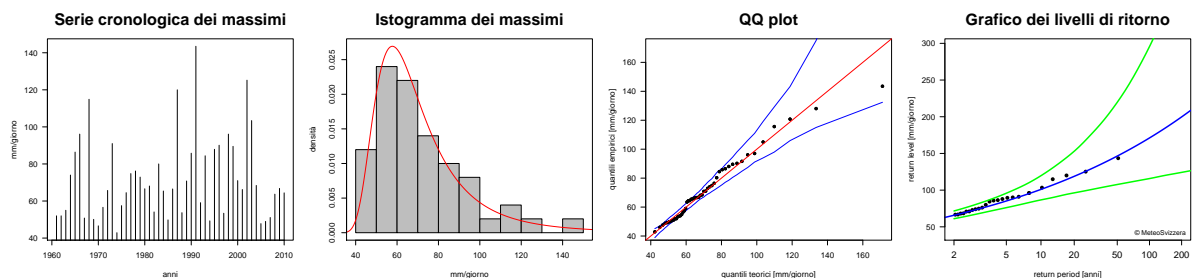 Serie cronologica dei massimi
mm/giorno
140
120
100
80
60
40
1960 1970 1980 1990 2000 2010
anni
Istogramma dei massimi
densità
0.025
0.020
0.015
0.010
0.005
0.000
40 60 80 100 120 140
mm/giorno
QQ plot
quantili empirici [mm/giorno]
160
140
120
100
80
60
40
40 60 80 100 120 140 160
quantili teorici [mm/giorno]
Grafico dei livelli di ritorno
return level [mm/giorno]
300
250
200
150
100
50
2 5 10 20 50 100 200
© MeteoSvizzera
return period [anni]